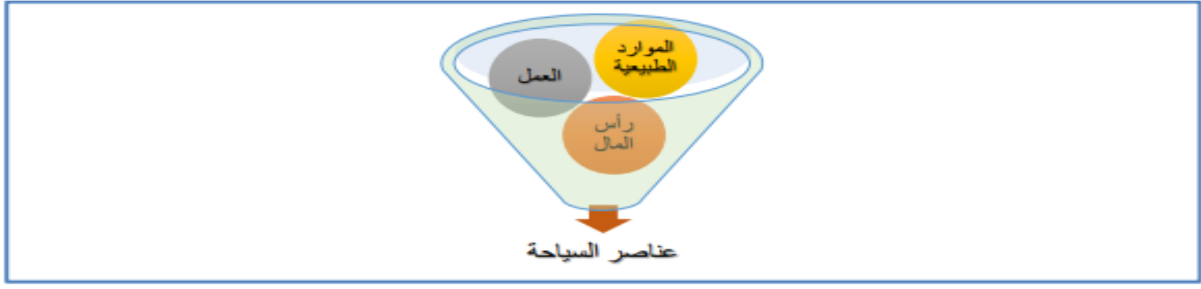 الموارد
الطبيعية
العمل
رأس
المال
عناصر السياحة